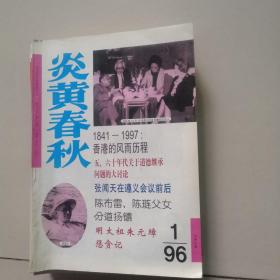 炎黄春秋
1841—1997:
香港的风雨历程
五、六十年代关于道德继承
问题的大讨论
张闻天在遵义会议前后
陈布雷、陈琏父女
分道扬镳
明太祖朱元璋
惩贪记
1
96